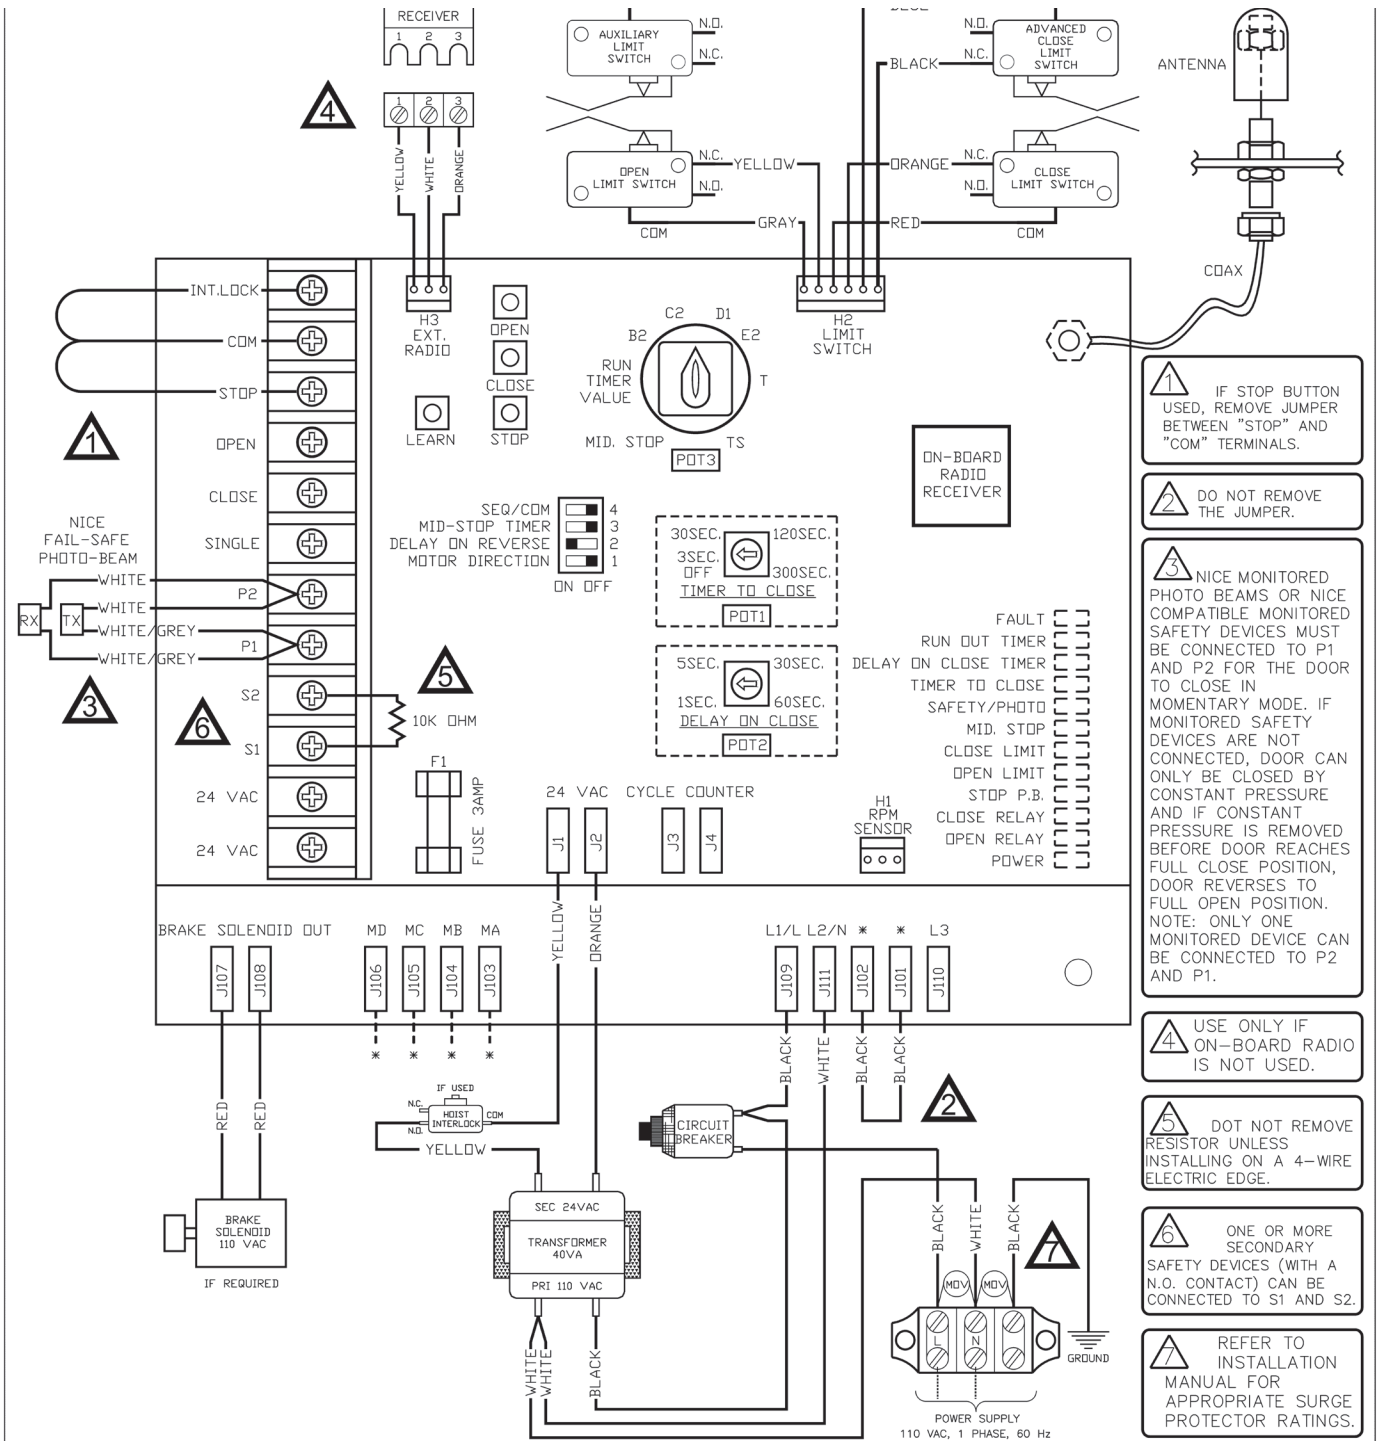 RECEIVER
1 2 3
4
1 2 3
YELLOW
WHITE
ORANGE
AUXILIARY
LIMIT
SWITCH
N.O.
N.C.
N.O.
ADVANCED
CLOSE
LIMIT
SWITCH
BLACK
N.C.
ANTENNA
OPEN
LIMIT SWITCH
N.C.
YELLOW
N.O.
GRAY
COM
ORANGE
N.C.
N.O.
CLOSE
LIMIT SWITCH
RED
COM
COAX
INT.LOCK
COM
STOP
OPEN
CLOSE
SINGLE
P2
P1
S2
S1
24 VAC
24 VAC
1
H3
EXT.
RADIO
OPEN
CLOSE
LEARN
STOP
H2
LIMIT
SWITCH
B2
C2
D1
E2
RUN
TIMER
VALUE
T
MID. STOP
TS
POT3
ON-BOARD
RADIO
RECEIVER
SEQ/COM 4
MID-STOP TIMER 3
DELAY ON REVERSE 2
MOTOR DIRECTION 1
ON OFF
30SEC. 120SEC.
3SEC.
OFF 300SEC.
TIMER TO CLOSE
POT1
5SEC. 30SEC.
1SEC. 60SEC.
DELAY ON CLOSE
POT2
NICE
FAIL-SAFE
PHOTO-BEAM
WHITE
WHITE
WHITE/GREY
WHITE/GREY
RX
TX
3
6
5
10K OHM
F1
FUSE 3AMP
24 VAC
J1
J2
CYCLE COUNTER
J3
J4
H1
RPM
SENSOR
FAULT
RUN OUT TIMER
DELAY ON CLOSE TIMER
TIMER TO CLOSE
SAFETY/PHOTO
MID. STOP
CLOSE LIMIT
OPEN LIMIT
STOP P.B.
CLOSE RELAY
OPEN RELAY
POWER
BRAKE SOLENOID OUT
J107
J108
MD MC MB MA
J106
J105
J104
J103
* * * *
YELLOW
ORANGE
L1/L L2/N * * L3
J109
J111
J102
J101
J110
BLACK
WHITE
BLACK
BLACK
2
RED
RED
BRAKE
SOLENOID
110 VAC
IF REQUIRED
IF USED
N.C.
HOIST
INTERLOCK
COM
N.O.
YELLOW
SEC 24VAC
TRANSFORMER
40VA
PRI 110 VAC
WHITE
WHITE
BLACK
CIRCUIT
BREAKER
BLACK
WHITE
BLACK
7
MOV
MOV
L
N
GROUND
POWER SUPPLY
110 VAC, 1 PHASE, 60 Hz
1 IF STOP BUTTON
USED, REMOVE JUMPER
BETWEEN "STOP" AND
"COM" TERMINALS.
2 DO NOT REMOVE
THE JUMPER.
3 NICE MONITORED
PHOTO BEAMS OR NICE
COMPATIBLE MONITORED
SAFETY DEVICES MUST
BE CONNECTED TO P1
AND P2 FOR THE DOOR
TO CLOSE IN
MOMENTARY MODE. IF
MONITORED SAFETY
DEVICES ARE NOT
CONNECTED, DOOR CAN
ONLY BE CLOSED BY
CONSTANT PRESSURE
AND IF CONSTANT
PRESSURE IS REMOVED
BEFORE DOOR REACHES
FULL CLOSE POSITION,
DOOR REVERSES TO
FULL OPEN POSITION.
NOTE: ONLY ONE
MONITORED DEVICE CAN
BE CONNECTED TO P2
AND P1.
4 USE ONLY IF
ON-BOARD RADIO
IS NOT USED.
5 DOT NOT REMOVE
RESISTOR UNLESS
INSTALLING ON A 4-WIRE
ELECTRIC EDGE.
6 ONE OR MORE
SECONDARY
SAFETY DEVICES (WITH A
N.O. CONTACT) CAN BE
CONNECTED TO S1 AND S2.
7 REFER TO
INSTALLATION
MANUAL FOR
APPROPRIATE SURGE
PROTECTOR RATINGS.